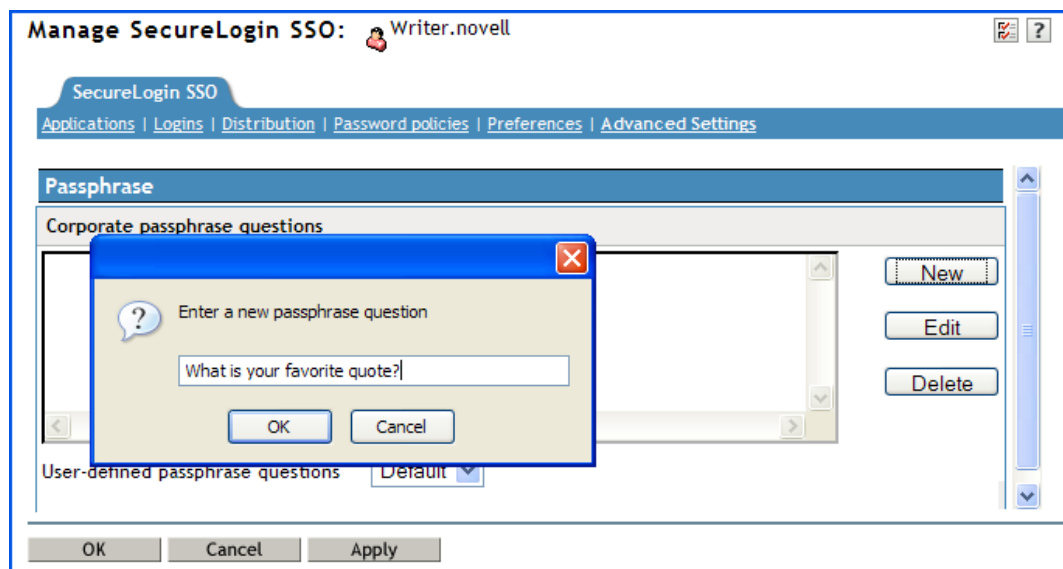 Manage SecureLogin SSO: Writer.novell
?
SecureLogin SSO
Applications | Logins | Distribution | Password policies | Preferences | Advanced Settings
Passphrase
Corporate passphrase questions
New
? Enter a new passphrase question
Edit
What is your favorite quote?
Delete
OK Cancel
User-defined passphrase questions Default
OK Cancel Apply